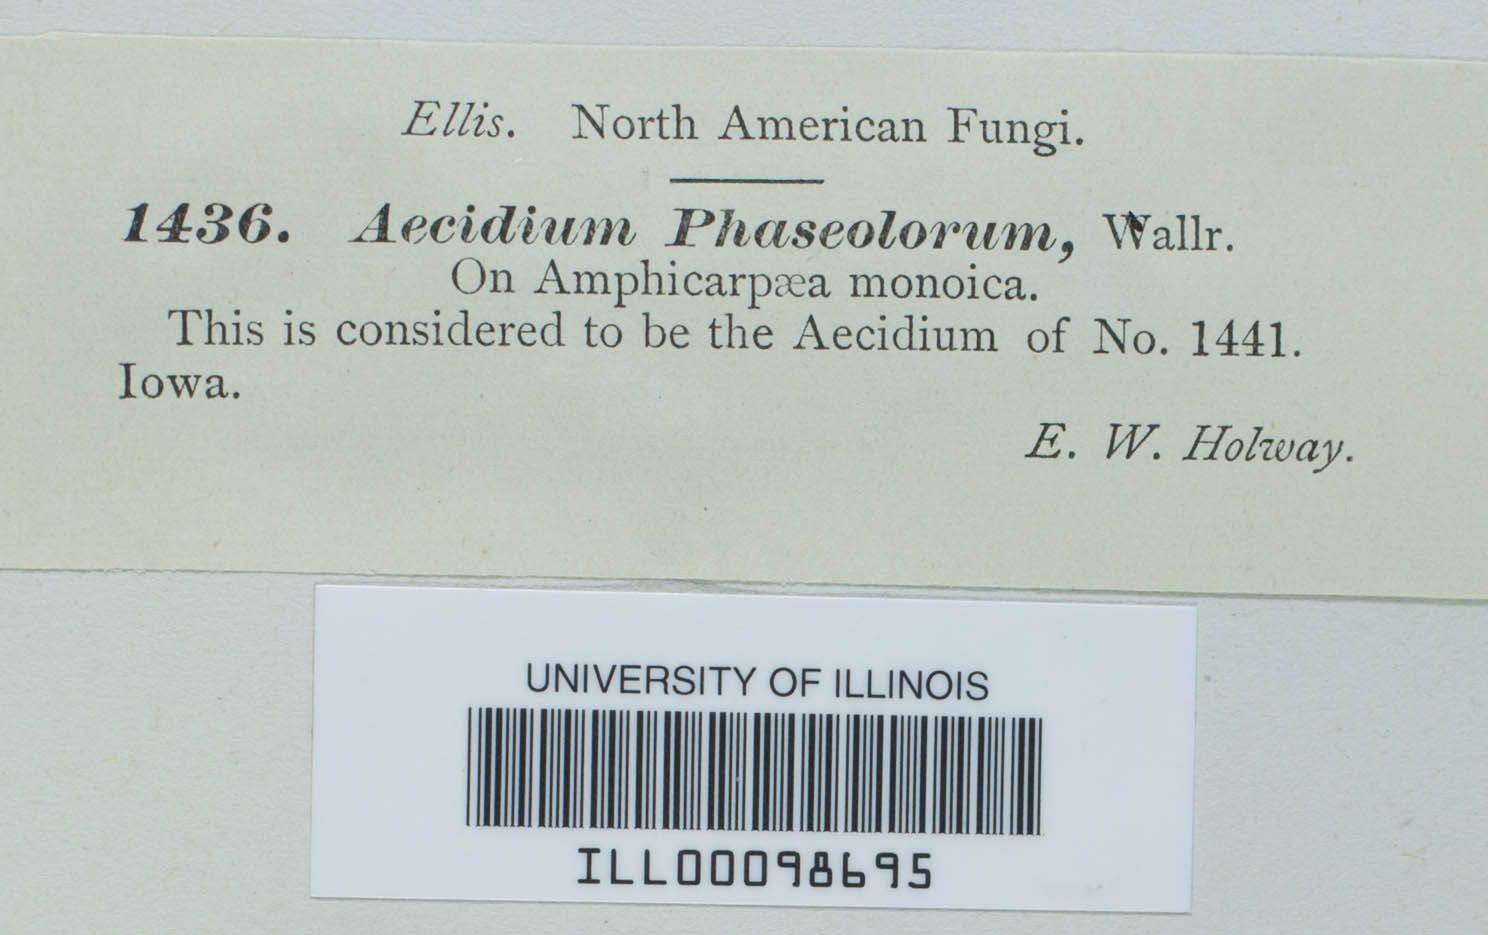 Ellis. North American Fungi.
1436. Aecidium Phaseolorum, Wallr.
On Amphicarpæa monoica.
This is considered to be the Aecidium of No. 1441.
Iowa.
E. W. Holway.
UNIVERSITY OF ILLINOIS
ILL00098695